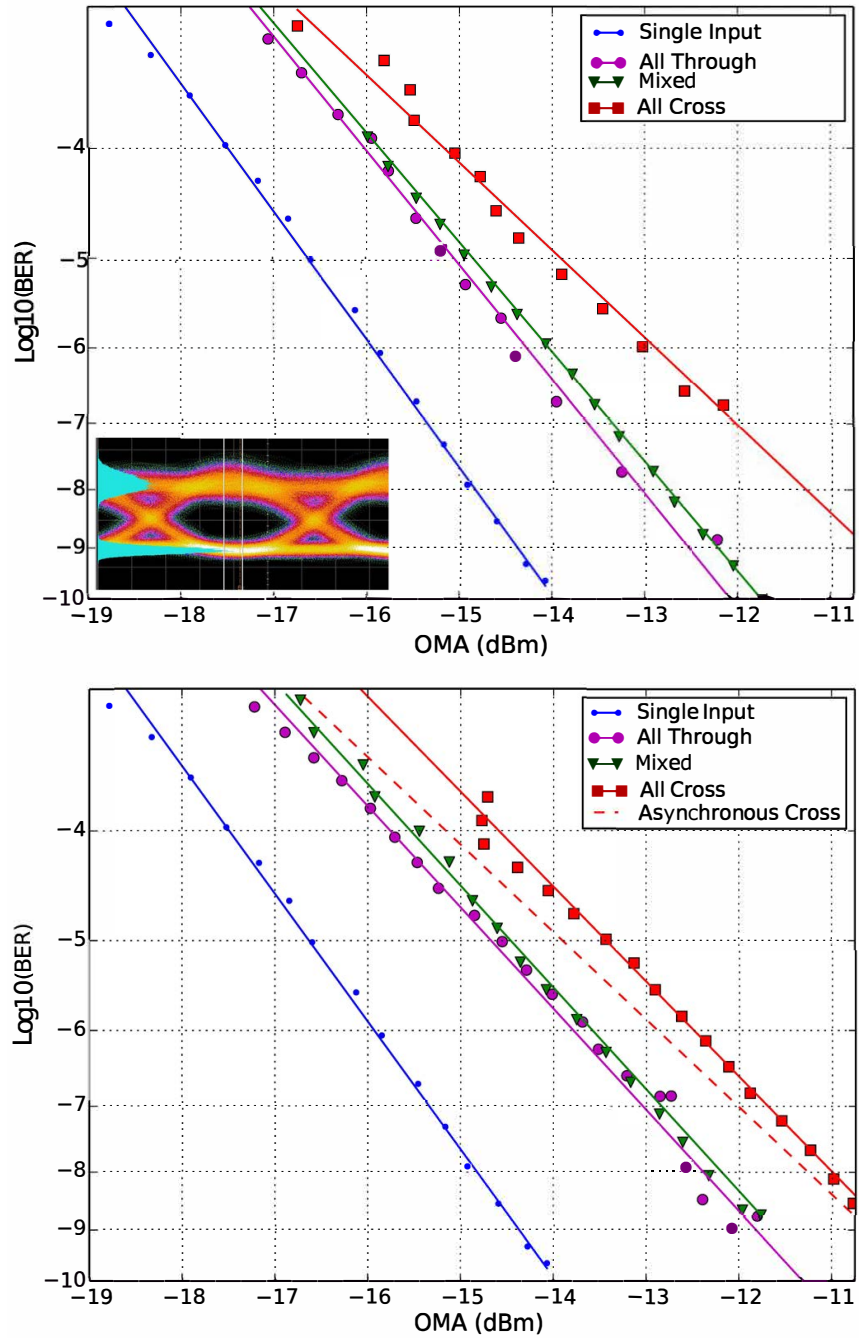 Single Input
All Through
Mixed
All Cross
−4
−5
−6
−7
−8
−9
−10
Log10(BER)
−19 −18 −17 −16 −15 −14 −13 −12 −11
OMA (dBm)
Single Input
All Through
Mixed
All Cross
Asynchronous Cross
−4
−5
−6
−7
−8
−9
−10
Log10(BER)
−19 −18 −17 −16 −15 −14 −13 −12 −11
OMA (dBm)